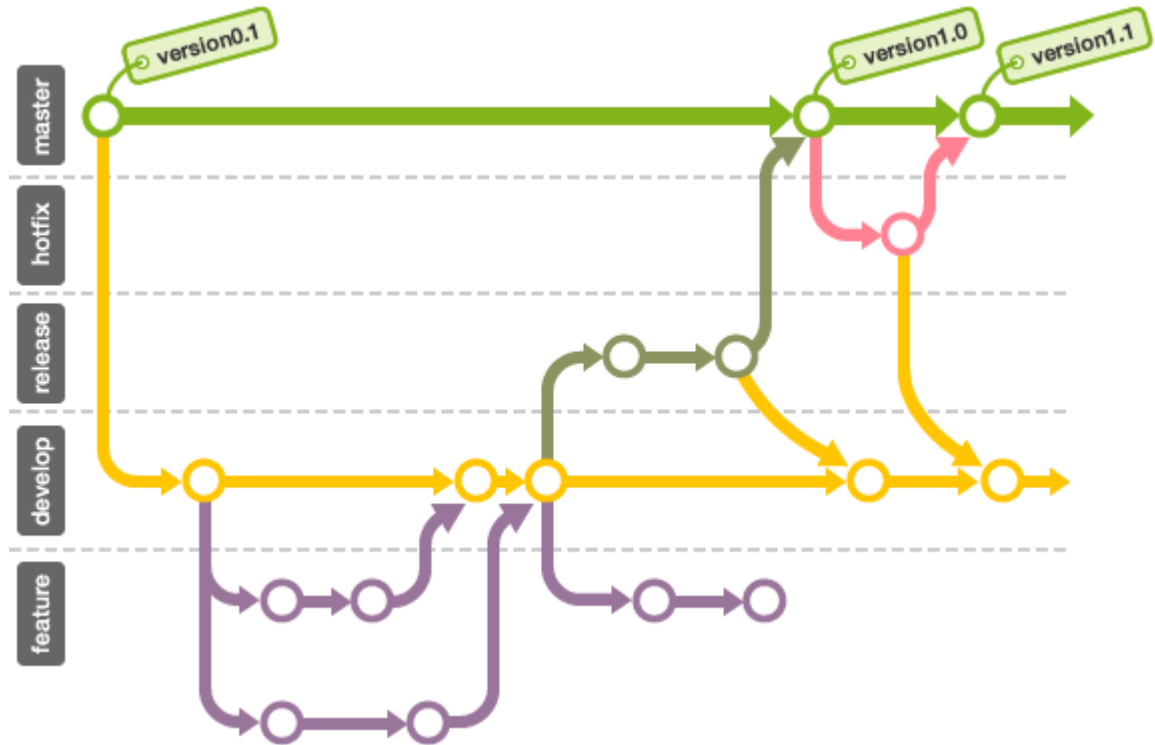 version0.1
version1.0
version1.1
master
hotfix
release
develop
feature